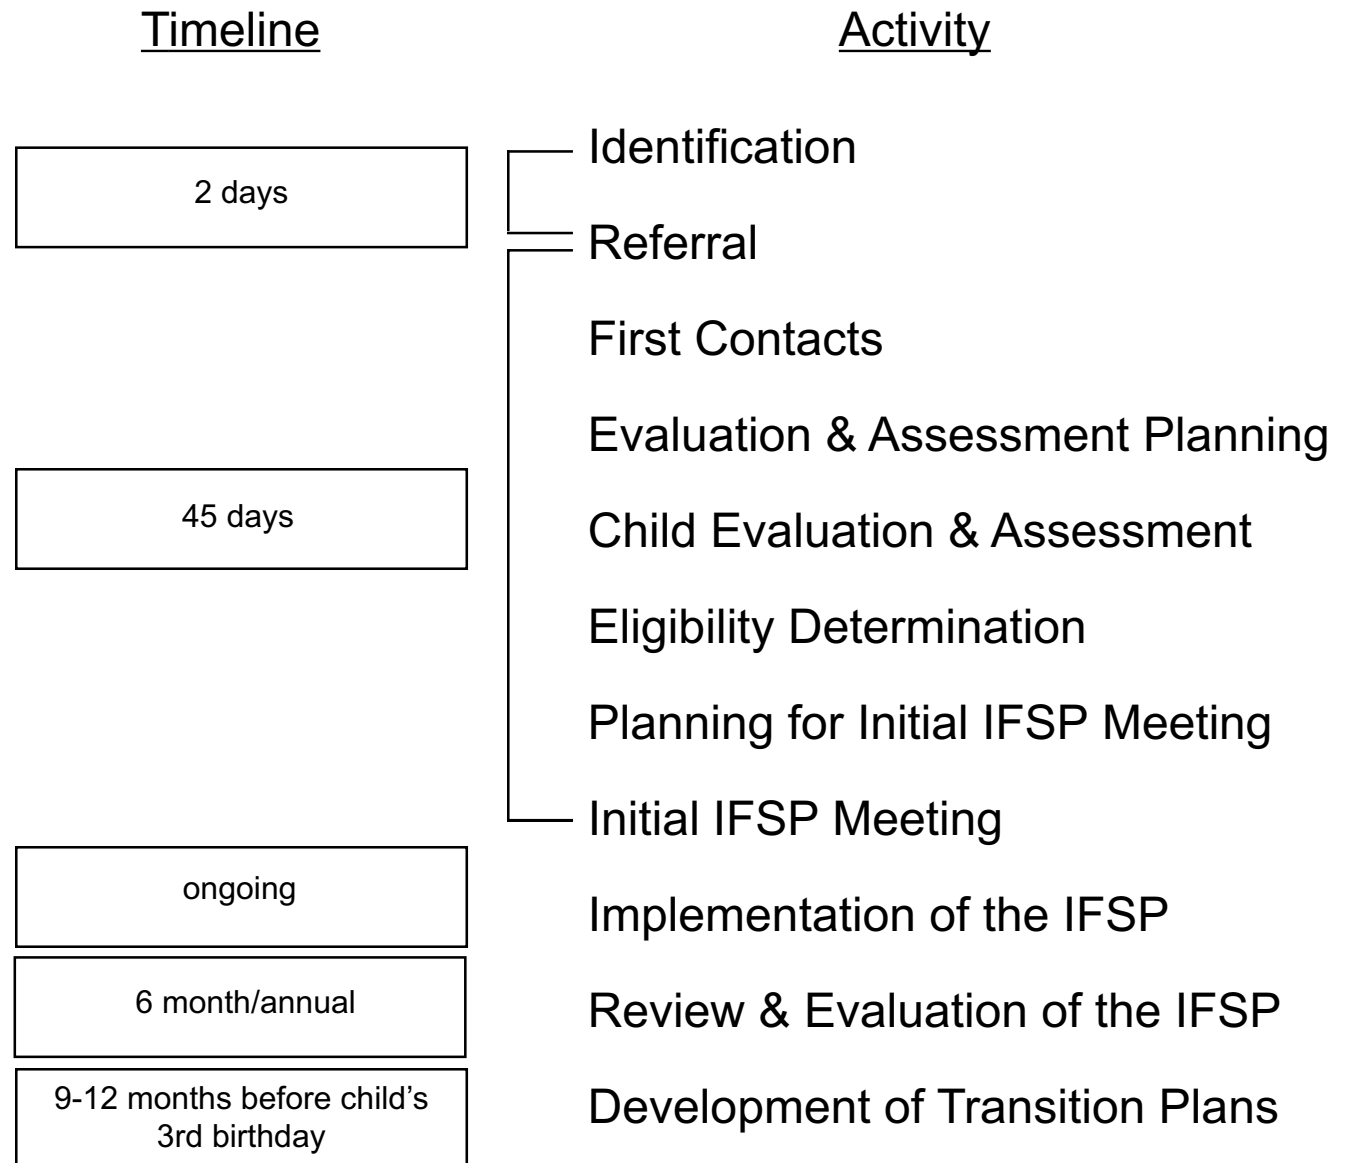 Timeline
Activity
2 days
Identification
Referral
First Contacts
Evaluation & Assessment Planning
45 days
Child Evaluation & Assessment
Eligibility Determination
Planning for Initial IFSP Meeting
Initial IFSP Meeting
ongoing
Implementation of the IFSP
6 month/annual
Review & Evaluation of the IFSP
9-12 months before child’s
3rd birthday
Development of Transition Plans